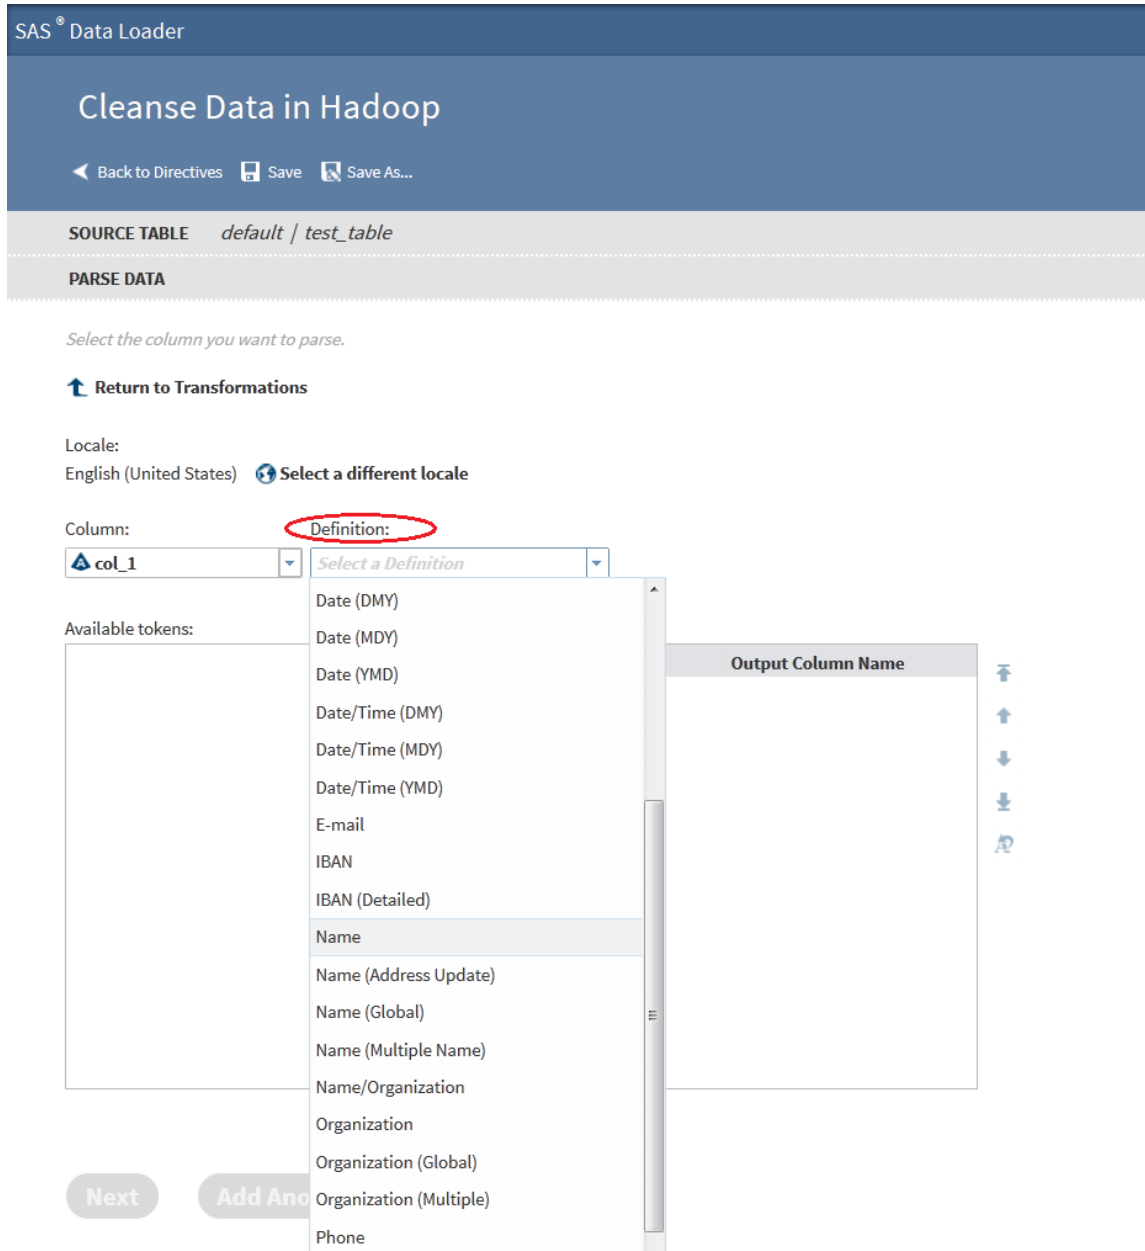 SAS® Data Loader
Cleanse Data in Hadoop
Back to Directives Save Save As...
SOURCE TABLE default | test_table
PARSE DATA
Select the column you want to parse.
Return to Transformations
Locale:
English (United States) Select a different locale
Column: Definition:
col_1 Select a Definition
Date (DMY)
Available tokens:
Date (MDY)
Output Column Name
Date (YMD)
Date/Time (DMY)
Date/Time (MDY)
Date/Time (YMD)
E-mail
IBAN
IBAN (Detailed)
Name
Name (Address Update)
Name (Global)
Name (Multiple Name)
Name/Organization
Organization
Organization (Global)
Next Add Ano
Organization (Multiple)
Phone